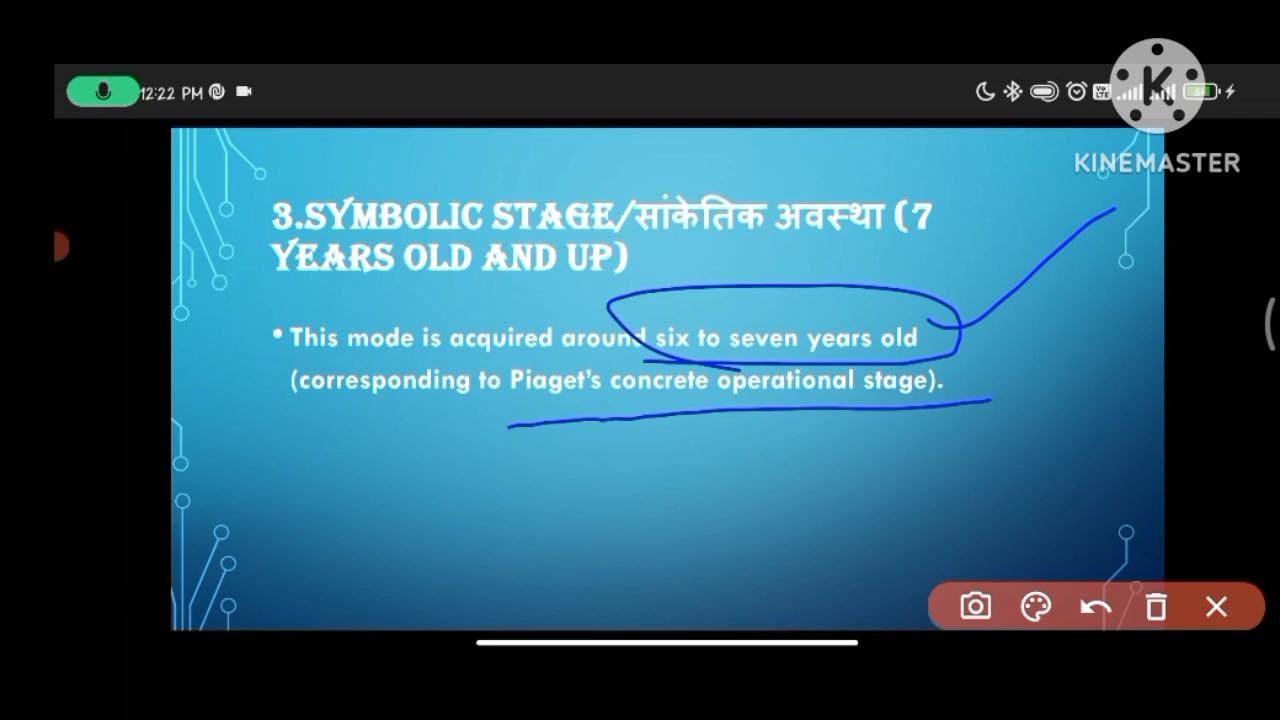 12:22 PM
KINEMASTER
3.SYMBOLIC STAGE/सांकेतिक अवस्था (7
YEARS OLD AND UP)
• This mode is acquired around six to seven years old
(corresponding to Piaget's concrete operational stage).